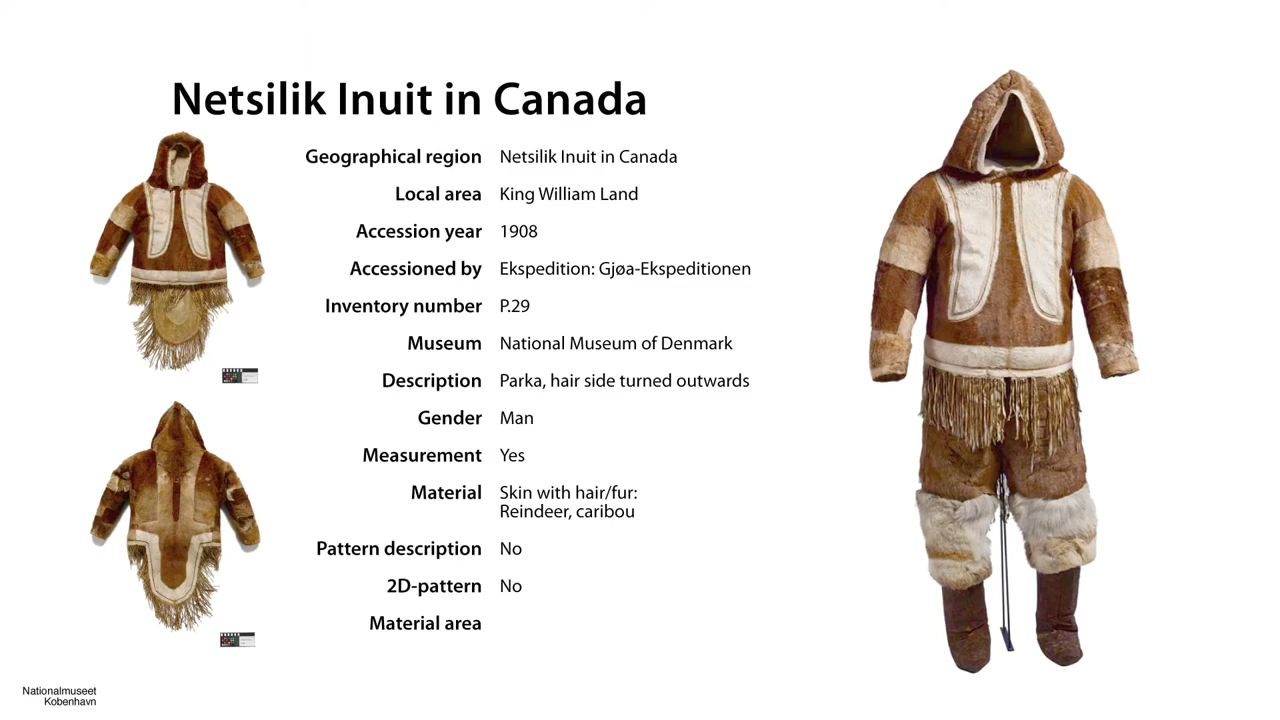 Netsilik Inuit in Canada
Geographical region Netsilik Inuit in Canada
Local area King William Land
Accession year 1908
Accessioned by Ekspedition: Gjøa-Ekspeditionen
Inventory number P.29
Museum National Museum of Denmark
Description Parka, hair side turned outwards
Gender Man
Measurement Yes
Material Skin with hair/fur:
Reindeer, caribou
Pattern description No
2D-pattern No
Material area
Nationalmuseet
Kobenhavn